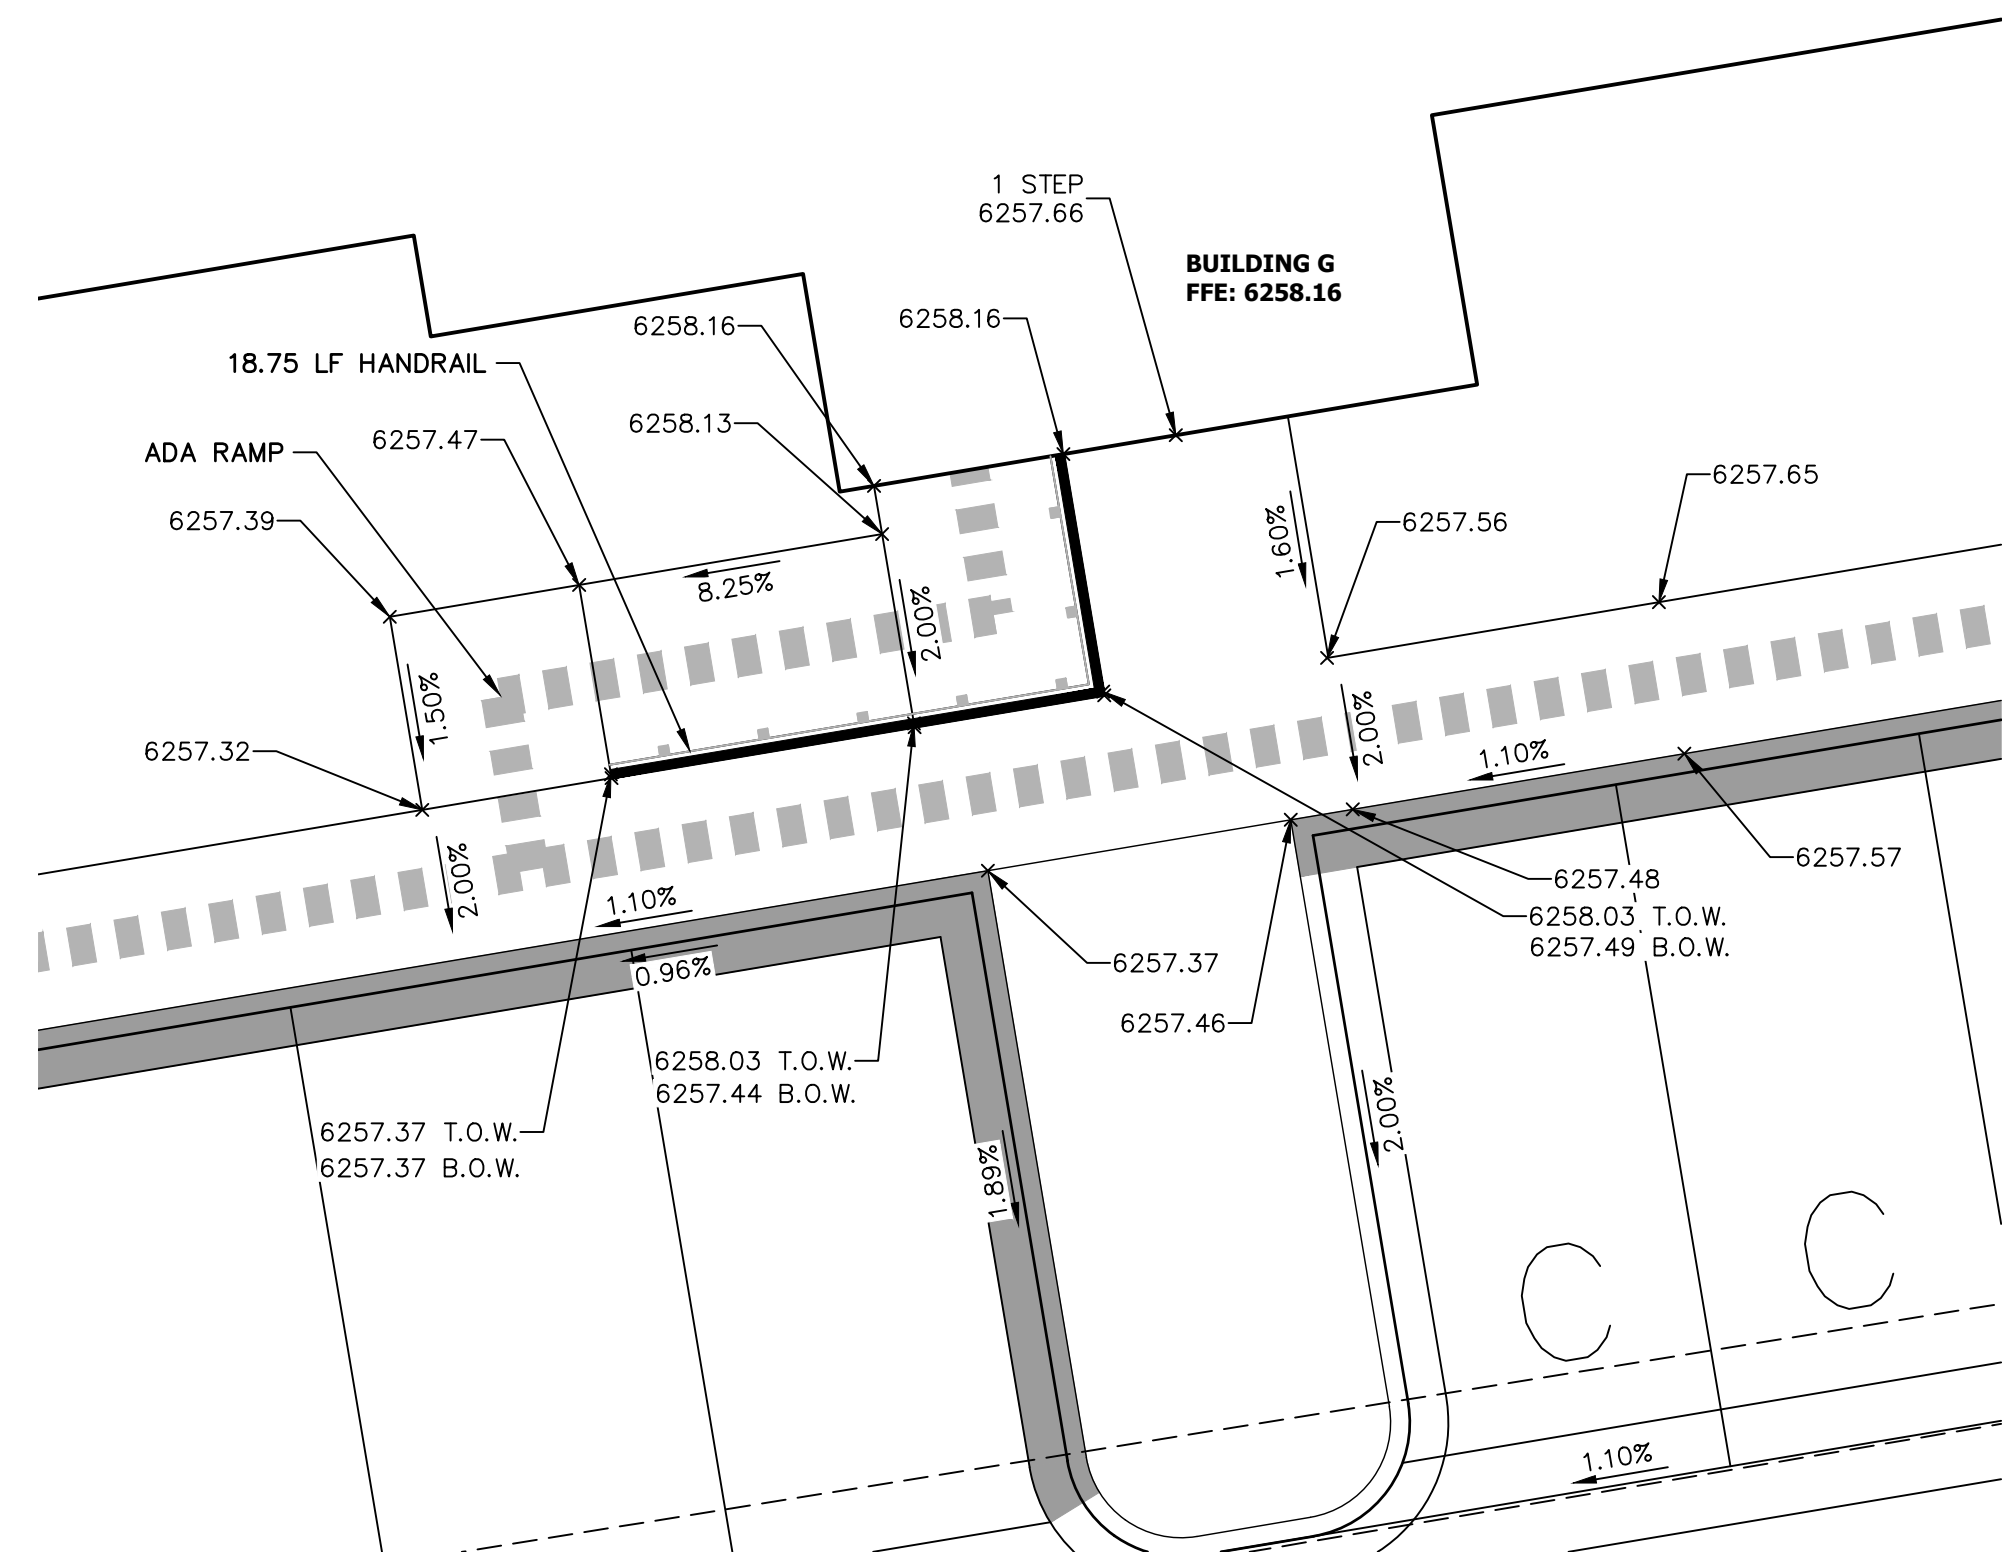 1 STEP
6257.66
BUILDING G
FFE: 6258.16
6258.16
6258.16
18.75 LF HANDRAIL
6258.13
6257.47
ADA RAMP
6257.39
6257.65
6257.56
1.60%
8.25%
2.00%
1.50%
6257.32
2.00%
1.10%
2.00%
1.10%
0.96%
6257.57
6257.48
6258.03 T.O.W.
6257.49 B.O.W.
6257.37
6257.46
6258.03 T.O.W.
6257.44 B.O.W.
6257.37 T.O.W.
6257.37 B.O.W.
2.00%
1.89%
C
C
1.10%